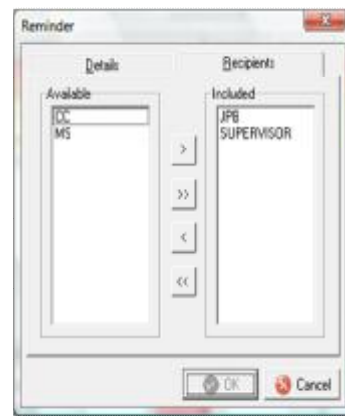 Reminder
Details
Recipients
Available
Included
CC
MS
JPB
SUPERVISOR
>
>>
<
<<
OK
Cancel